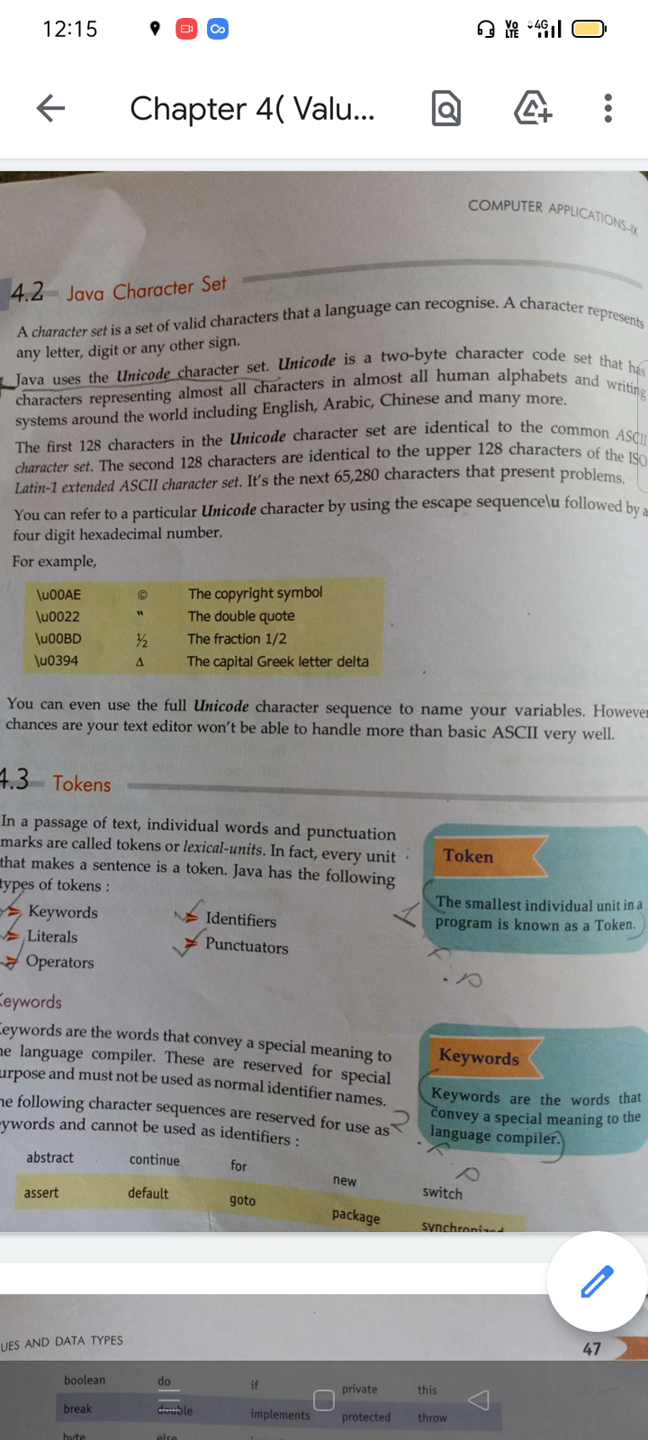 12:15
Vo LTE 4G
Chapter 4( Valu...
COMPUTER APPLICATIONS-IX
4.2 Java Character Set
A character set is a set of valid characters that a language can recognise. A character represents
any letter, digit or any other sign.
Java uses the Unicode character set. Unicode is a two-byte character code set that has
characters representing almost all characters in almost all human alphabets and writing
systems around the world including English, Arabic, Chinese and many more.
The first 128 characters in the Unicode character set are identical to the common ASCII
character set. The second 128 characters are identical to the upper 128 characters of the ISO
Latin-1 extended ASCII character set. It's the next 65,280 characters that present problems.
You can refer to a particular Unicode character by using the escape sequence\u followed by a
four digit hexadecimal number.
For example,
\u00AE © The copyright symbol
\u0022 " The double quote
\u00BD ½ The fraction 1/2
\u0394 Δ The capital Greek letter delta
You can even use the full Unicode character sequence to name your variables. However
chances are your text editor won't be able to handle more than basic ASCII very well.
4.3 Tokens
In a passage of text, individual words and punctuation
marks are called tokens or lexical-units. In fact, every unit
that makes a sentence is a token. Java has the following
types of tokens :
Keywords Identifiers
Literals Punctuators
Operators
Token
The smallest individual unit in a
program is known as a Token.
Keywords
eywords are the words that convey a special meaning to
he language compiler. These are reserved for special
urpose and must not be used as normal identifier names.
he following character sequences are reserved for use as
eywords and cannot be used as identifiers :
Keywords
Keywords are the words that
convey a special meaning to the
language compiler.
abstract continue for new switch
assert default goto package synchronized
UES AND DATA TYPES 47
boolean do if private this
break double implements protected throw
byte else